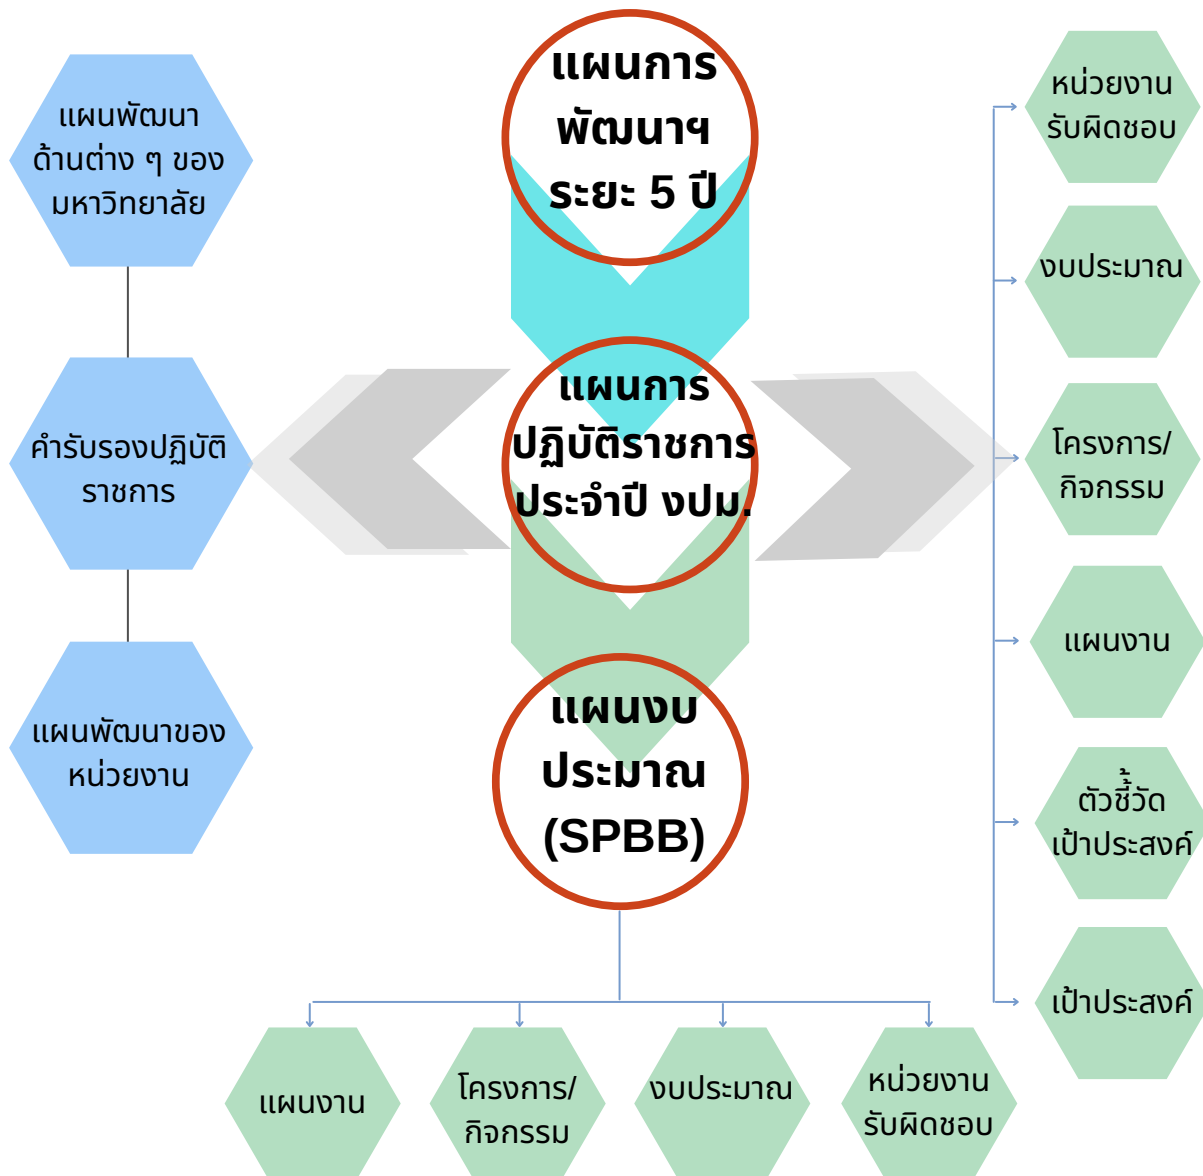 แผนการ
พัฒนาฯ
ระยะ 5 ปี
แผนพัฒนา
ด้านต่าง ๆ ของ
มหาวิทยาลัย
คำรับรองปฏิบัติ
ราชการ
แผนพัฒนาของ
หน่วยงาน
แผนการ
ปฏิบัติราชการ
ประจำปี งปม.
แผนงบ
ประมาณ
(SPBB)
หน่วยงาน
รับผิดชอบ
งบประมาณ
โครงการ/
กิจกรรม
แผนงาน
ตัวชี้้วัด
เป้าประสงค์
เป้าประสงค์
แผนงาน
โครงการ/
กิจกรรม
งบประมาณ
หน่วยงาน
รับผิดชอบ